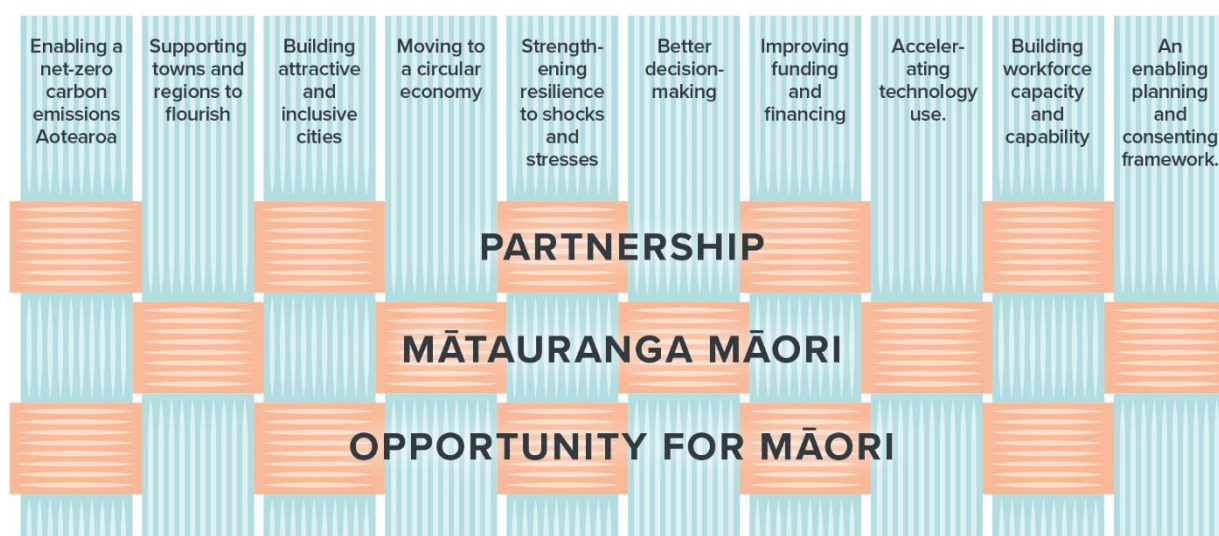 Enabling a
net-zero
carbon
emissions
Aotearoa
Supporting
towns and
regions to
flourish
Building
attractive
and
inclusive
cities
Moving to
a circular
economy
Strength-
ening
resilience
to shocks
and
stresses
Better
decision-
making
Improving
funding
and
financing
Acceler-
ating
technology
use.
Building
workforce
capacity
and
capability
An
enabling
planning
and
consenting
framework.
PARTNERSHIP
MĀTAURANGA MĀORI
OPPORTUNITY FOR MĀORI